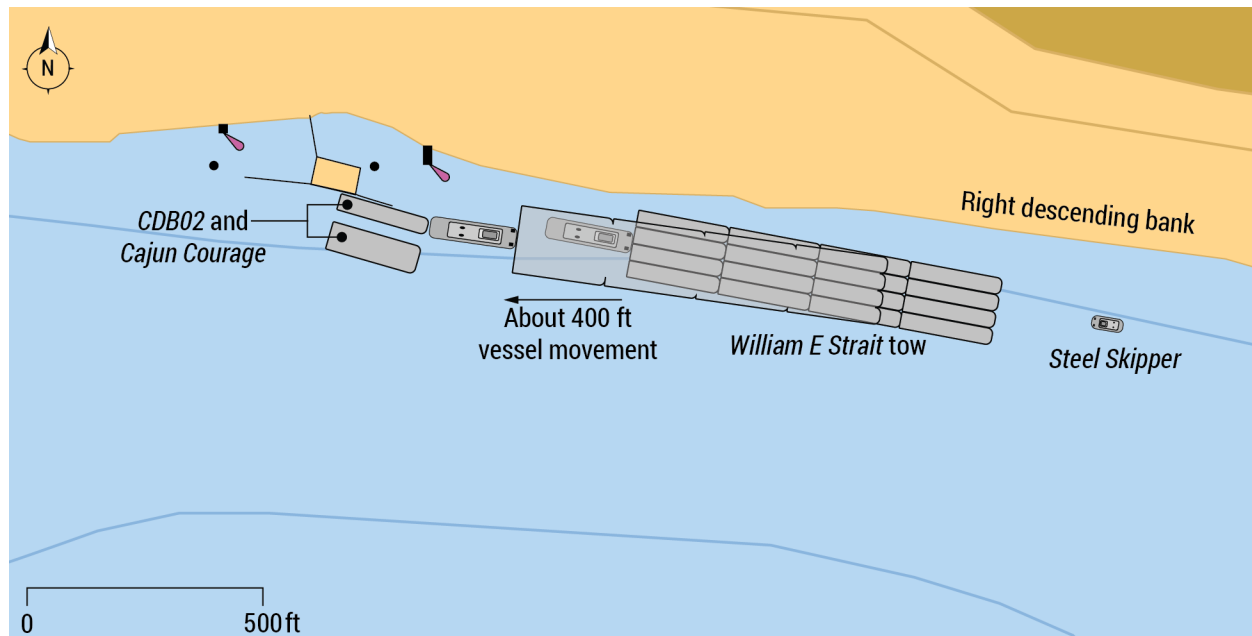 N
Right descending bank
CDB02 and
Cajun Courage
About 400 ft
vessel movement
William E Strait tow
Steel Skipper
0
500 ft